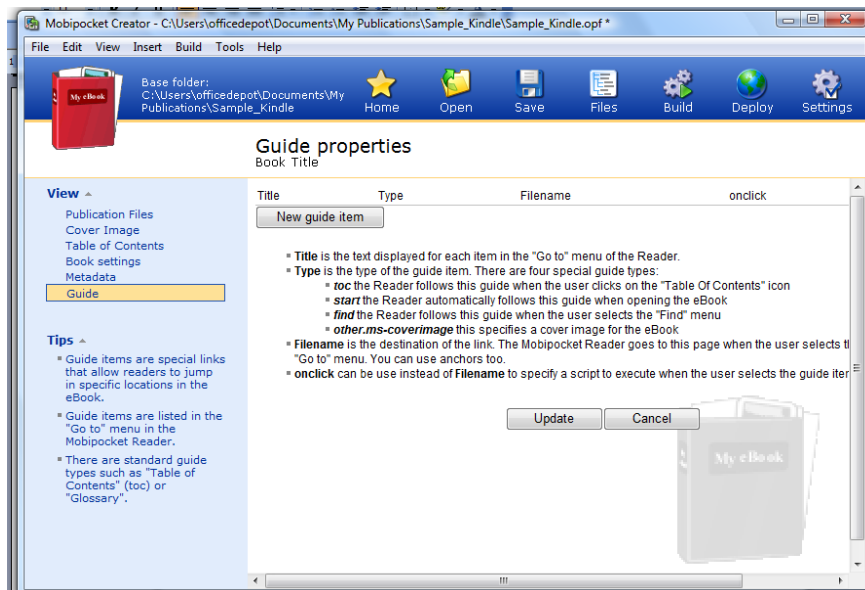 Mobipocket Creator - C:\Users\officedepot\Documents\My Publications\Sample_Kindle\Sample_Kindle.opf *
File Edit View Insert Build Tools Help
1
My eBook
Base folder:
C:\Users\officedepot\Documents\My
Publications\Sample_Kindle
Home Open Save Files Build Deploy Settings
Guide properties
Book Title
View
Publication Files
Cover Image
Table of Contents
Book settings
Metadata
Guide
Tips
Guide items are special links
that allow readers to jump
in specific locations in the
eBook.
Guide items are listed in the
"Go to" menu in the
Mobipocket Reader.
There are standard guide
types such as "Table of
Contents" (toc) or
"Glossary".
Title Type Filename onclick
New guide item
Title is the text displayed for each item in the "Go to" menu of the Reader.
Type is the type of the guide item. There are four special guide types:
toc the Reader follows this guide when the user clicks on the "Table Of Contents" icon
start the Reader automatically follows this guide when opening the eBook
find the Reader follows this guide when the user selects the "Find" menu
other.ms-coverimage this specifies a cover image for the eBook
Filename is the destination of the link. The Mobipocket Reader goes to this page when the user selects
"Go to" menu. You can use anchors too.
onclick can be use instead of Filename to specify a script to execute when the user selects the guide
Update Cancel
My eBook